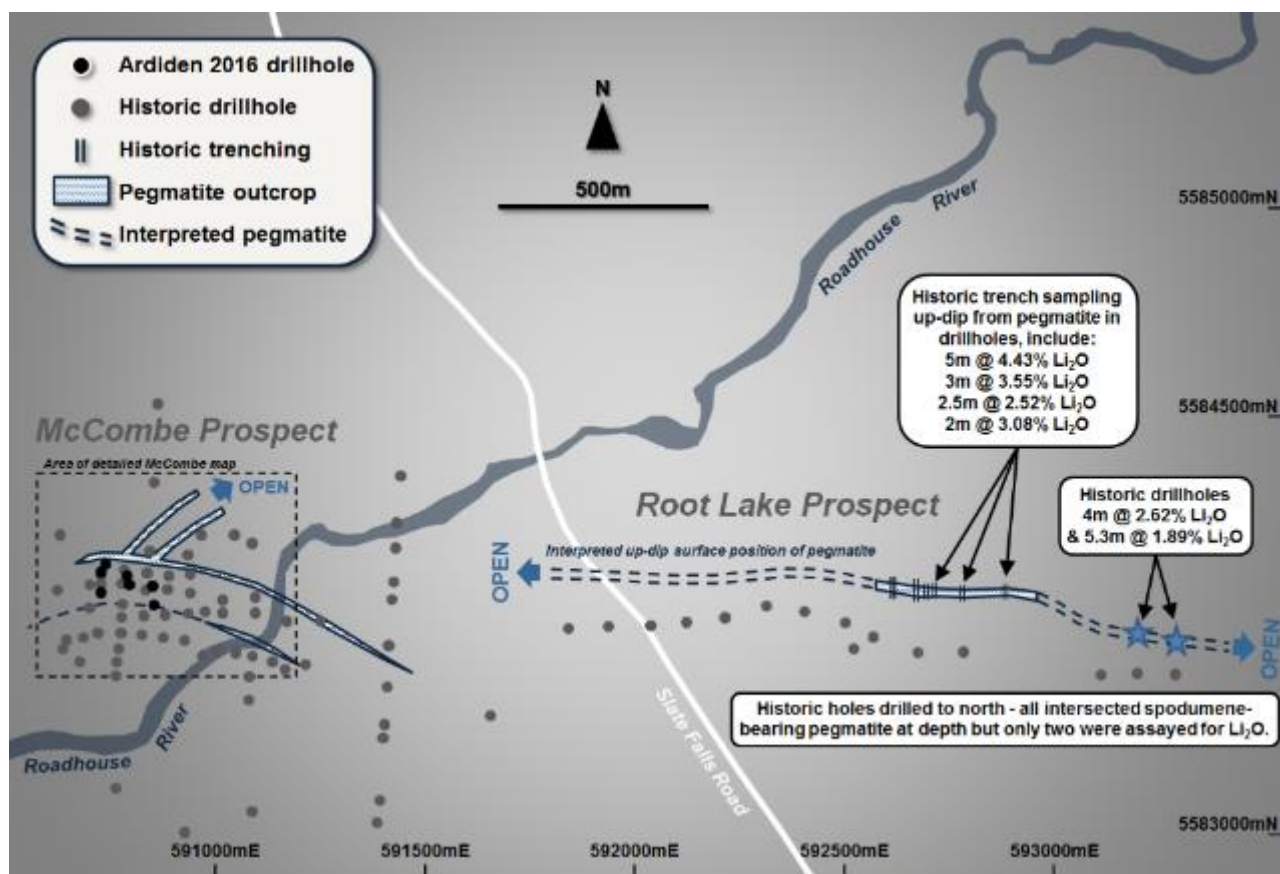 Ardiden 2016 drillhole
Historic drillhole
Historic trenching
Pegmatite outcrop
Interpreted pegmatite
N
500m
Roadhouse River
5585000mN
Historic trench sampling
up-dip from pegmatite in
drillholes, include:
5m @ 4.43% Li₂O
3m @ 3.55% Li₂O
2.5m @ 2.52% Li₂O
2m @ 3.08% Li₂O
5584500mN
McCombe Prospect
Area of detailed McCombe map
OPEN
Root Lake Prospect
Historic drillholes
4m @ 2.62% Li₂O
& 5.3m @ 1.89% Li₂O
Interpreted up-dip surface position of pegmatite
OPEN
OPEN
Historic holes drilled to north - all intersected spodumene-
bearing pegmatite at depth but only two were assayed for Li₂O.
Slate Falls Road
Roadhouse River
5583000mN
591000mE
591500mE
592000mE
592500mE
593000mE